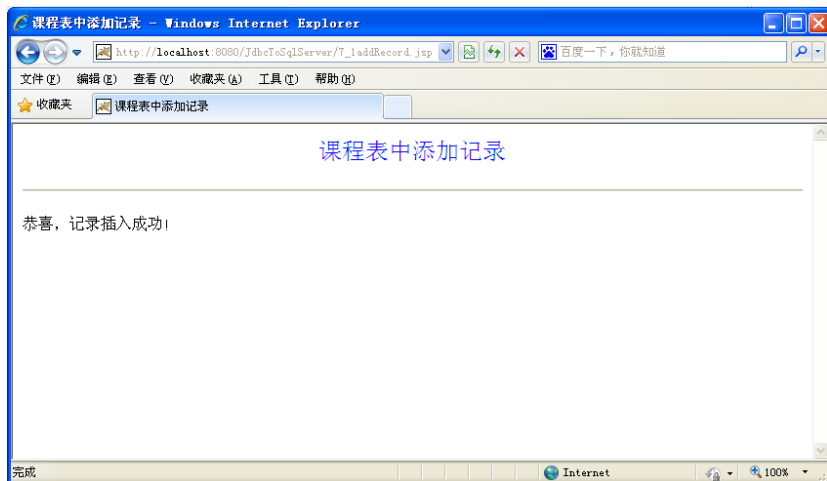 课程表中添加记录 - Windows Internet Explorer
http://localhost:8080/JdbcToSqlServer/7_1addRecord.jsp 百度一下，你就知道
文件(F) 编辑(E) 查看(V) 收藏夹(A) 工具(T) 帮助(H)
收藏夹 课程表中添加记录
课程表中添加记录
恭喜，记录插入成功！
完成 Internet 100%